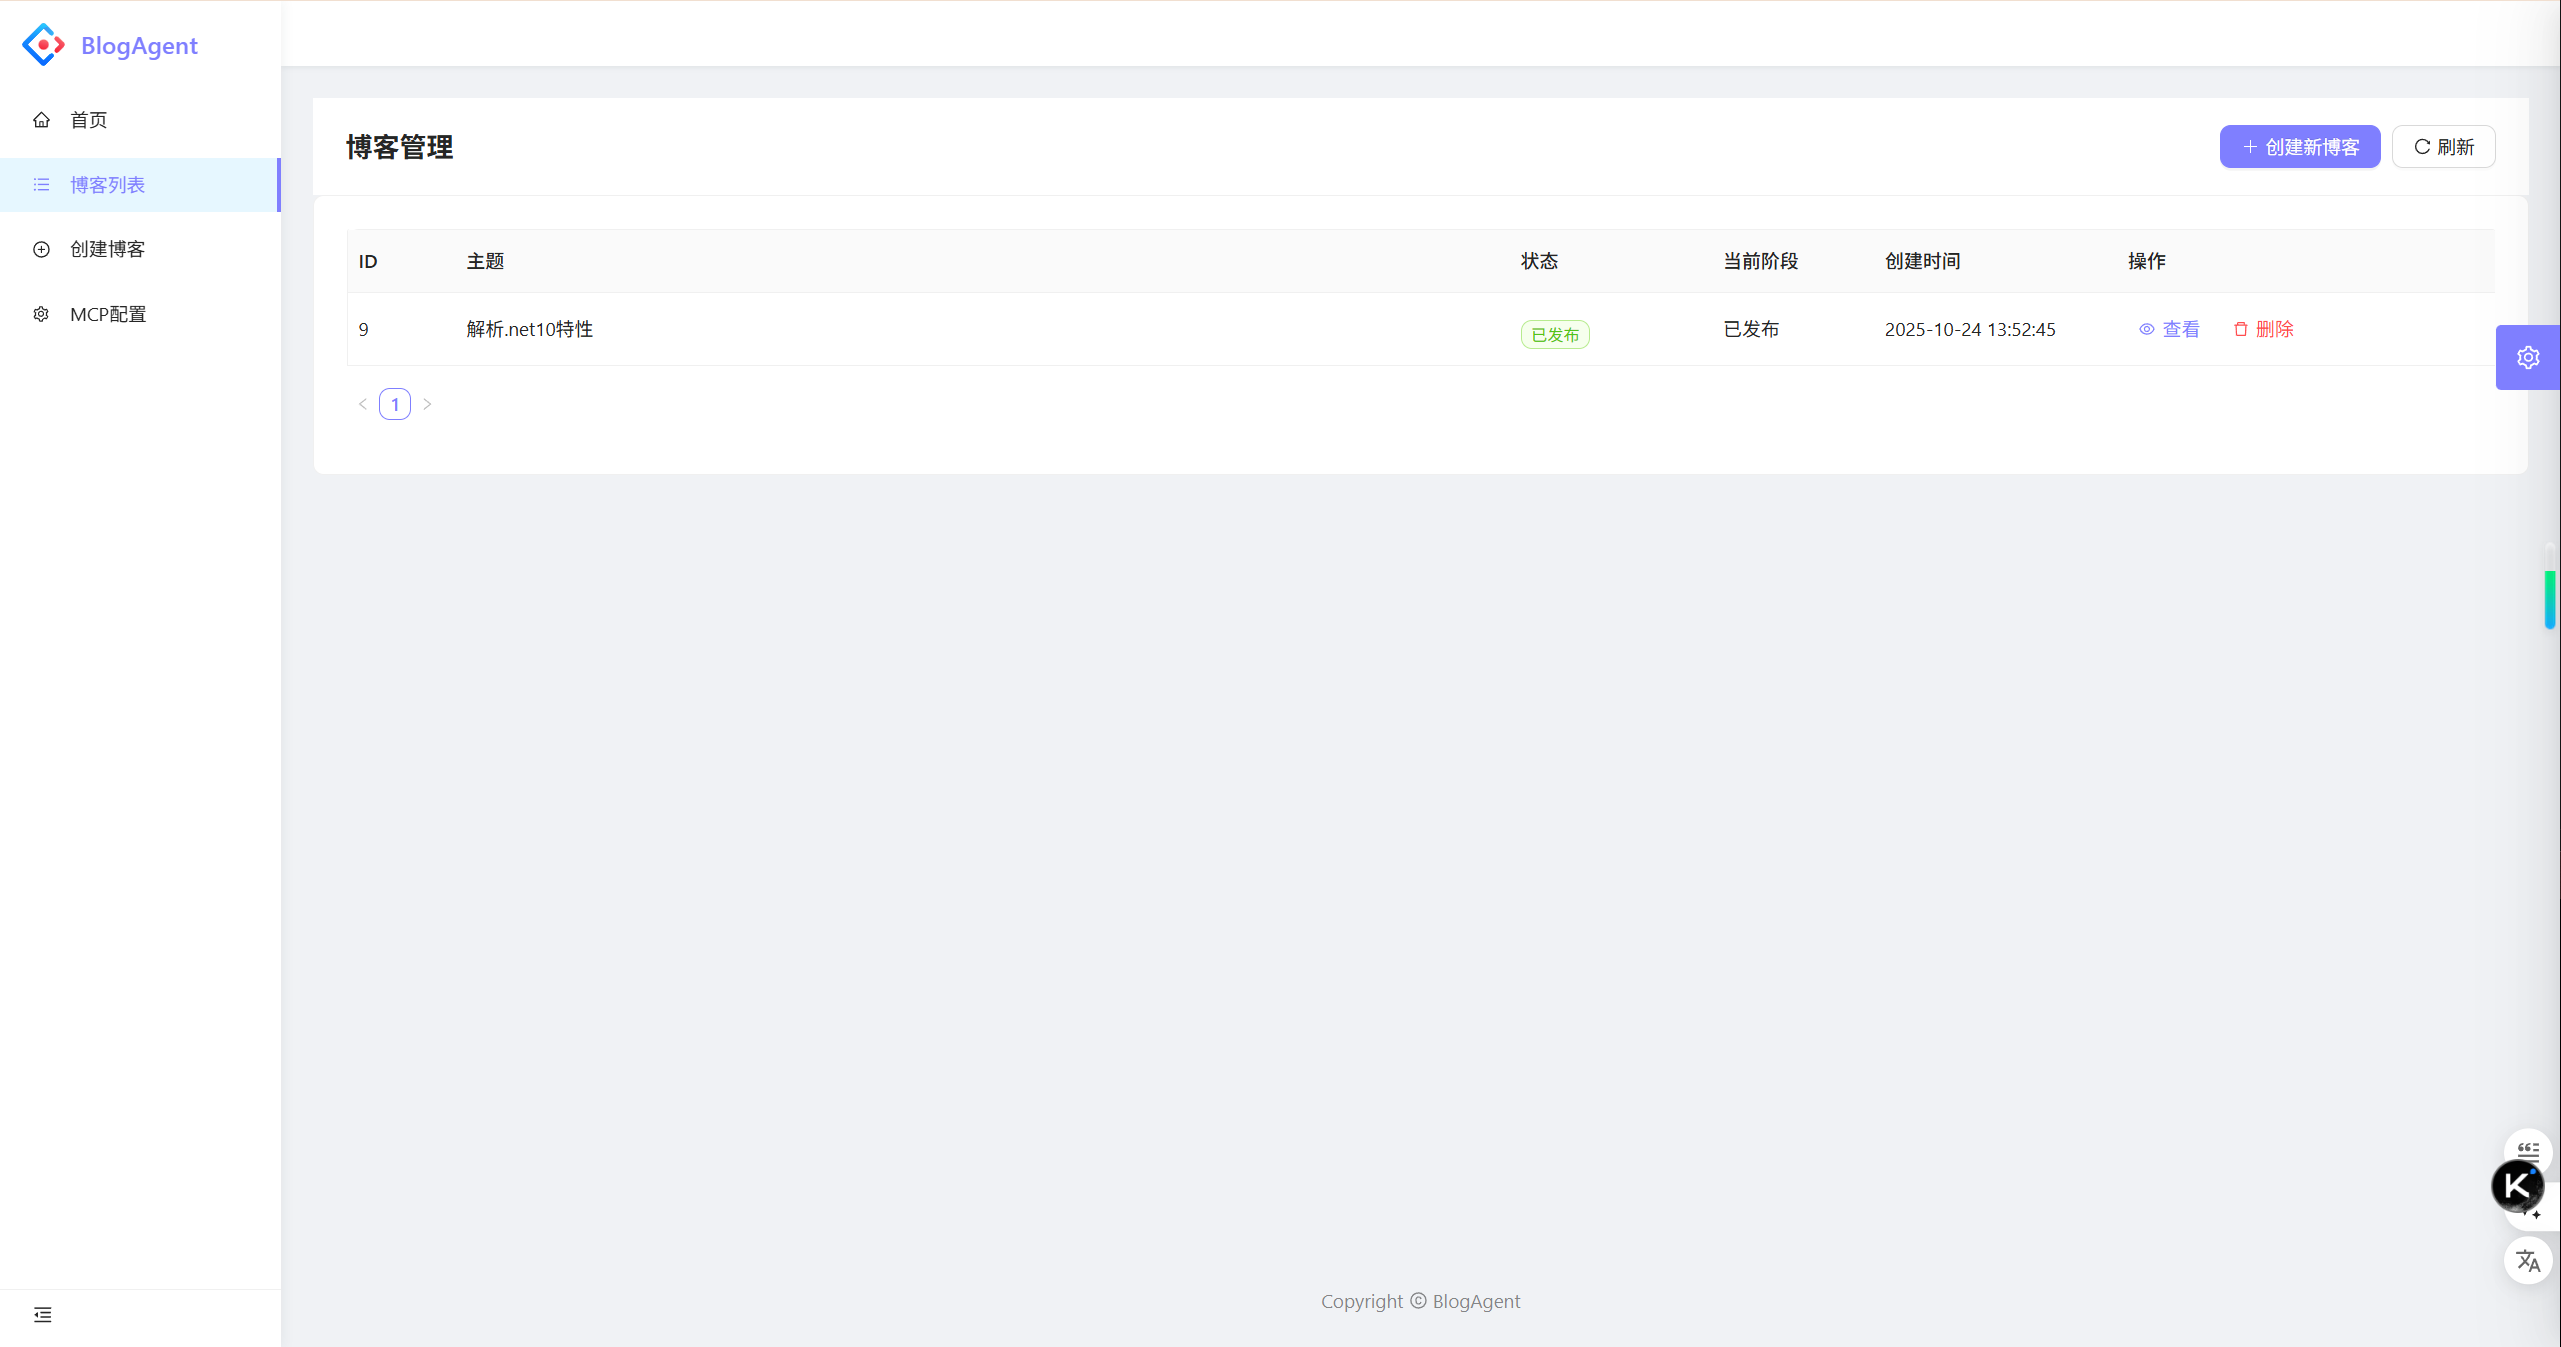 BlogAgent
首页
博客列表
创建博客
MCP配置
博客管理
创建新博客
刷新
ID 主题 状态 当前阶段 创建时间 操作
9 解析.net10特性 已发布 已发布 2025-10-24 13:52:45 查看 删除
1
K
Copyright © BlogAgent